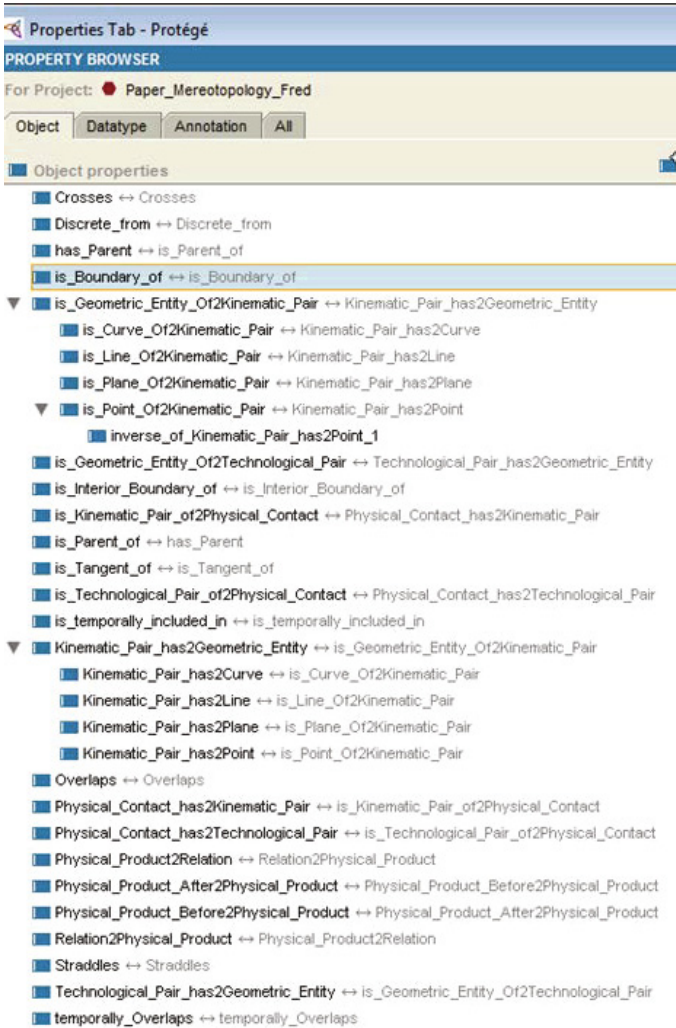 Properties Tab - Protégé
PROPERTY BROWSER
For Project: Paper_Mereotopology_Fred
Object Datatype Annotation All
Object properties
Crosses ↔ Crosses
Discrete_from ↔ Discrete_from
has_Parent ↔ is_Parent_of
is_Boundary_of ↔ is_Boundary_of
is_Geometric_Entity_Of2Kinematic_Pair ↔ Kinematic_Pair_has2Geometric_Entity
is_Curve_Of2Kinematic_Pair ↔ Kinematic_Pair_has2Curve
is_Line_Of2Kinematic_Pair ↔ Kinematic_Pair_has2Line
is_Plane_Of2Kinematic_Pair ↔ Kinematic_Pair_has2Plane
is_Point_Of2Kinematic_Pair ↔ Kinematic_Pair_has2Point
inverse_of_Kinematic_Pair_has2Point_1
is_Geometric_Entity_Of2Technological_Pair ↔ Technological_Pair_has2Geometric_Entity
is_Interior_Boundary_of ↔ is_Interior_Boundary_of
is_Kinematic_Pair_of2Physical_Contact ↔ Physical_Contact_has2Kinematic_Pair
is_Parent_of ↔ has_Parent
is_Tangent_of ↔ is_Tangent_of
is_Technological_Pair_of2Physical_Contact ↔ Physical_Contact_has2Technological_Pair
is_temporally_included_in ↔ is_temporally_included_in
Kinematic_Pair_has2Geometric_Entity ↔ is_Geometric_Entity_Of2Kinematic_Pair
Kinematic_Pair_has2Curve ↔ is_Curve_Of2Kinematic_Pair
Kinematic_Pair_has2Line ↔ is_Line_Of2Kinematic_Pair
Kinematic_Pair_has2Plane ↔ is_Plane_Of2Kinematic_Pair
Kinematic_Pair_has2Point ↔ is_Point_Of2Kinematic_Pair
Overlaps ↔ Overlaps
Physical_Contact_has2Kinematic_Pair ↔ is_Kinematic_Pair_of2Physical_Contact
Physical_Contact_has2Technological_Pair ↔ is_Technological_Pair_of2Physical_Contact
Physical_Product2Relation ↔ Relation2Physical_Product
Physical_Product_After2Physical_Product ↔ Physical_Product_Before2Physical_Product
Physical_Product_Before2Physical_Product ↔ Physical_Product_After2Physical_Product
Relation2Physical_Product ↔ Physical_Product2Relation
Straddles ↔ Straddles
Technological_Pair_has2Geometric_Entity ↔ is_Geometric_Entity_Of2Technological_Pair
temporally_Overlaps ↔ temporally_Overlaps